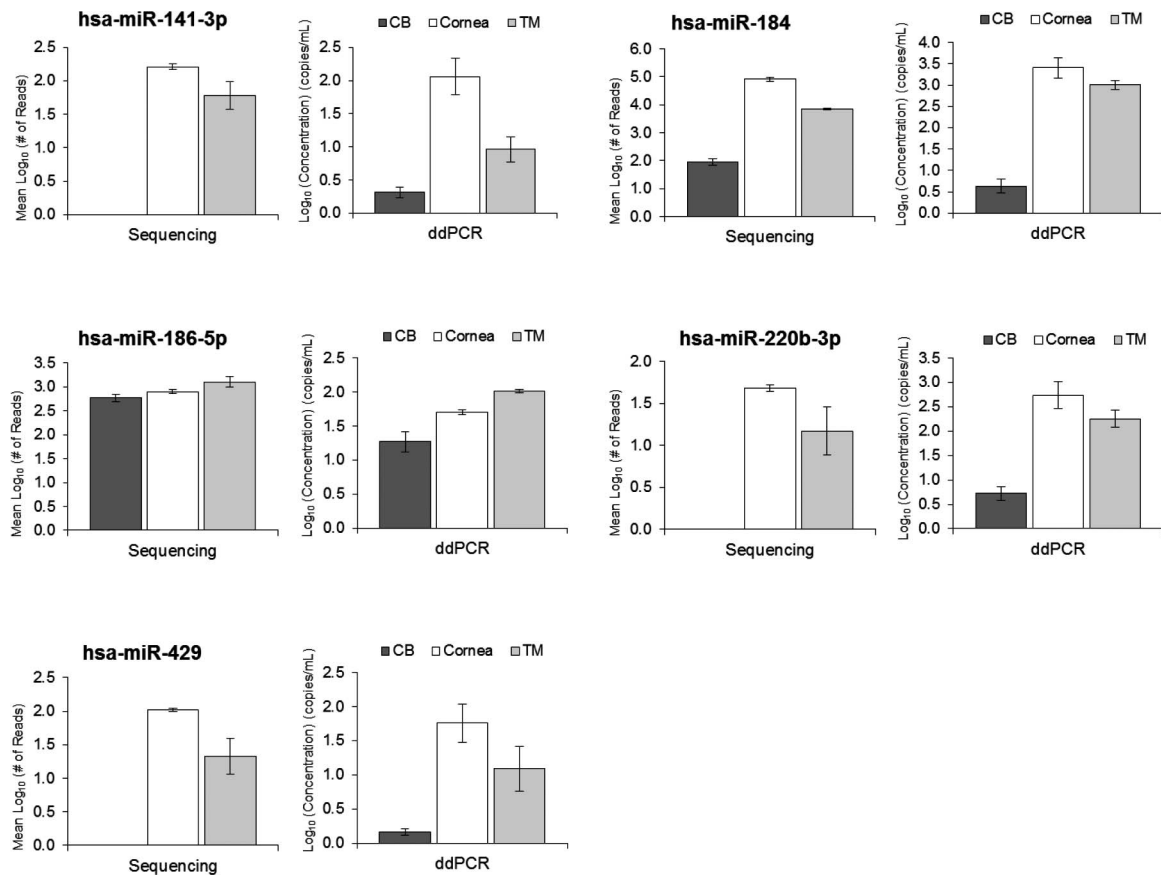 hsa-miR-141-3p
Mean Log10 (# of Reads)
2.5
2.0
1.5
1.0
0.5
0.0
Sequencing
CB Cornea TM
Log10 (Concentration) (copies/mL)
2.5
2.0
1.5
1.0
0.5
0.0
ddPCR
hsa-miR-184
Mean Log10 (# of Reads)
6.0
5.0
4.0
3.0
2.0
1.0
0.0
Sequencing
CB Cornea TM
Log10 (Concentration) (copies/mL)
4.0
3.5
3.0
2.5
2.0
1.5
1.0
0.5
0.0
ddPCR
hsa-miR-186-5p
Mean Log10 (# of Reads)
3.5
3.0
2.5
2.0
1.5
1.0
0.5
0.0
Sequencing
CB Cornea TM
Log10 (Concentration) (copies/mL)
2.5
2.0
1.5
1.0
0.5
0.0
ddPCR
hsa-miR-220b-3p
Mean Log10 (# of Reads)
2.0
1.5
1.0
0.5
0.0
Sequencing
CB Cornea TM
Log10 (Concentration) (copies/mL)
3.5
3.0
2.5
2.0
1.5
1.0
0.5
0.0
ddPCR
hsa-miR-429
Mean Log10 (# of Reads)
2.5
2.0
1.5
1.0
0.5
0.0
Sequencing
CB Cornea TM
Log10 (Concentration) (copies/mL)
2.5
2.0
1.5
1.0
0.5
0.0
ddPCR